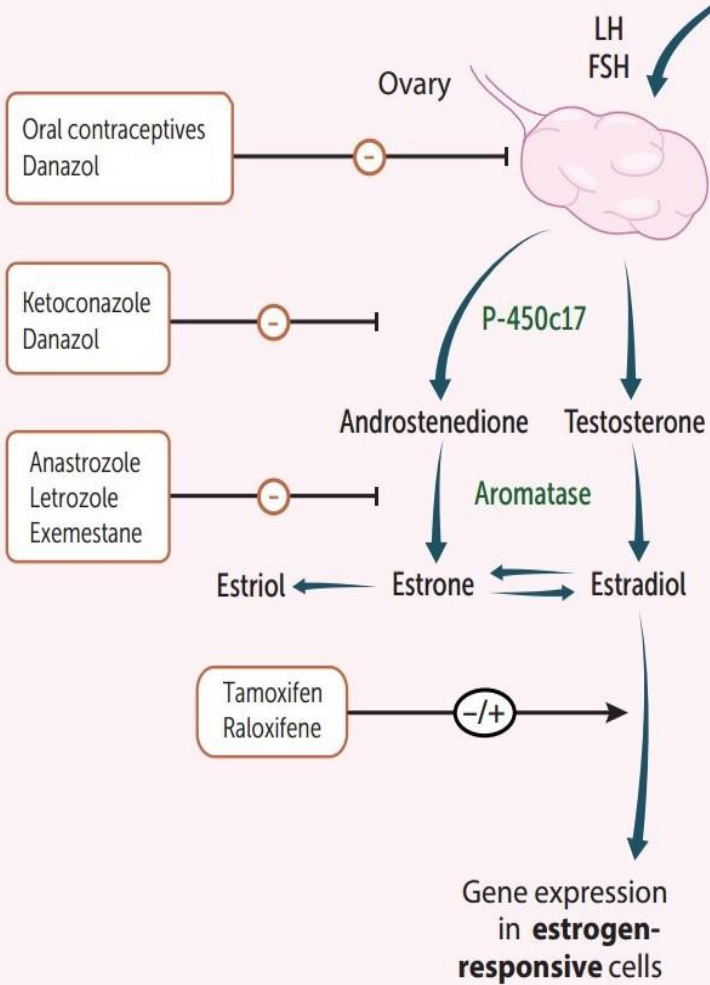 LH
FSH
Ovary
Oral contraceptives
Danazol
-
Ketoconazole
Danazol
-
P-450c17
Androstenedione
Testosterone
Anastrozole
Letrozole
Exemestane
-
Aromatase
Estriol
Estrone
Estradiol
Tamoxifen
Raloxifene
–/+
Gene expression
in estrogen-
responsive cells